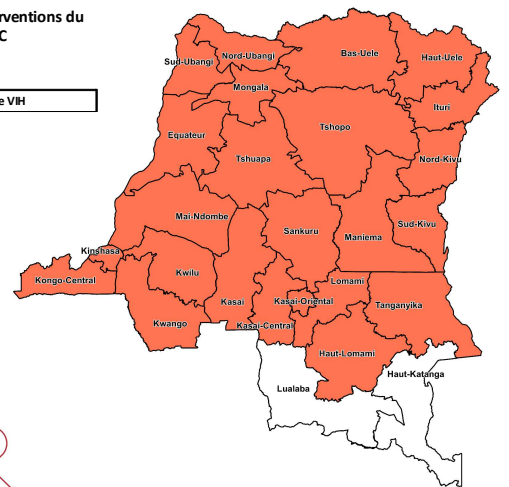 rventions du
C
e VIH
Sud-Ubangi
Nord-Ubangi
Bas-Uele
Haut-Uele
Mongala
Ituri
Equateur
Tshopo
Tshuapa
Nord-Kivu
Mai-Ndombe
Sankuru
Maniema
Sud-Kivu
Kinshasa
Kongo-Central
Kwilu
Kasai
Kasai-Oriental
Lomami
Tanganyika
Kwango
Kasai-Central
Haut-Lomami
Lualaba
Haut-Katanga